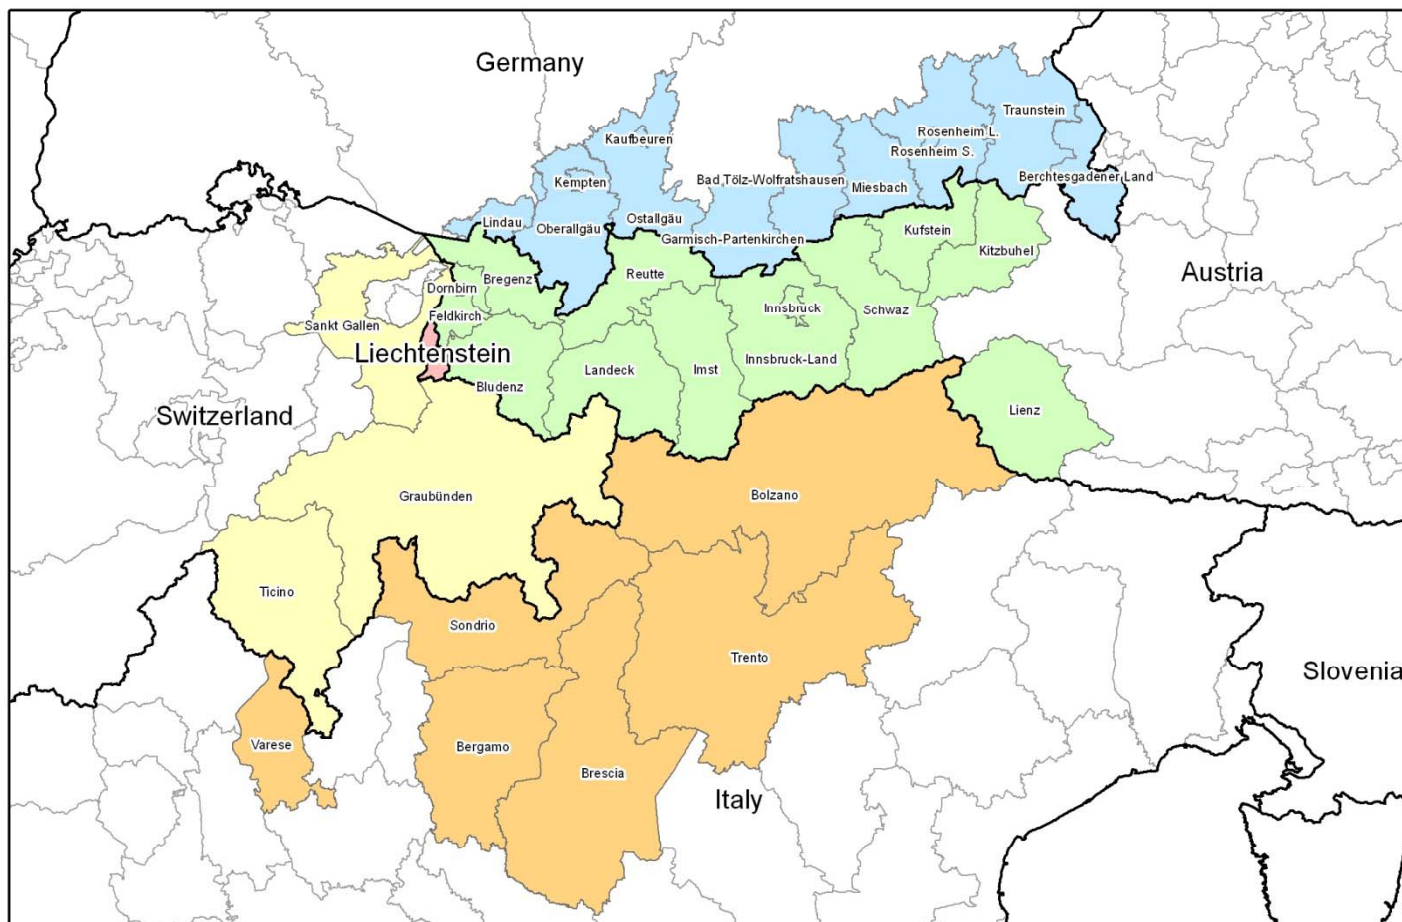 Germany
Traunstein
Rosenheim L.
Kaufbeuren
Rosenheim S.
Berchtesgadener Land
Bad Tölz-Wolfratshausen
Kempten
Miesbach
Lindau
Ostallgäu
Oberallgäu
Kufstein
Garmisch-Partenkirchen
Kitzbuhel
Austria
Reutte
Bregenz
Dornbirn
Innsbruck
Schwaz
Feldkirch
Sankt Gallen
Liechtenstein
Innsbruck-Land
Landeck
Imst
Bludenz
Switzerland
Lienz
Graubünden
Bolzano
Ticino
Sondrio
Trento
Slovenia
Varese
Bergamo
Brescia
Italy